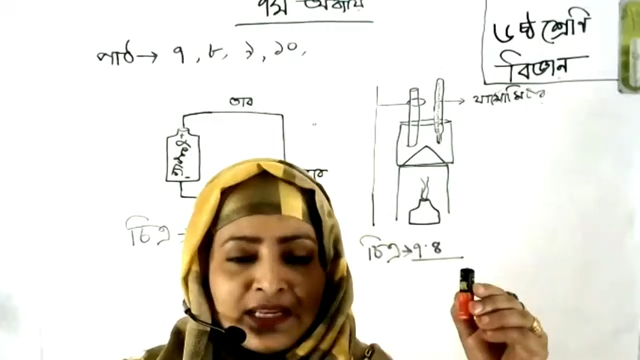 ৭ম অধ্যায়
৬ষ্ঠ শ্রেণি
বিজ্ঞান
পাঠ → ৭, ৮, ৯, ১০,
তার
থার্মোমিটার
চিত্র
চিত্র → ৭.৪